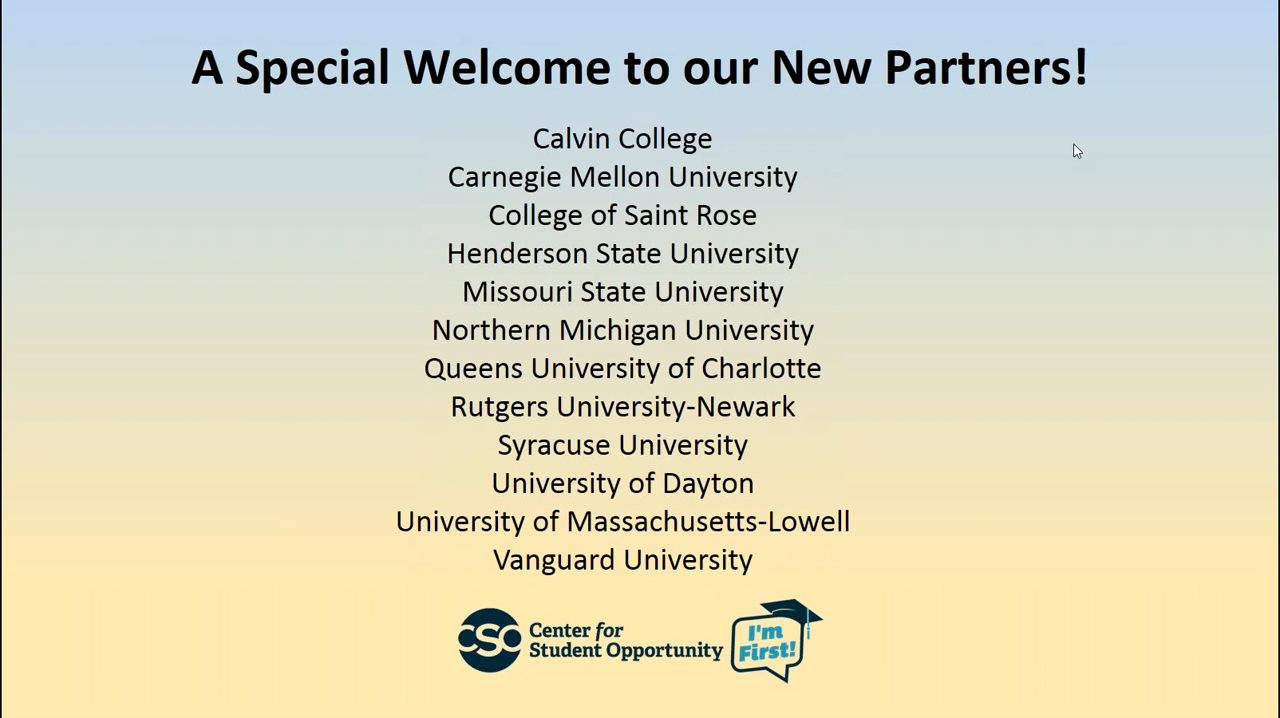 A Special Welcome to our New Partners!
Calvin College
Carnegie Mellon University
College of Saint Rose
Henderson State University
Missouri State University
Northern Michigan University
Queens University of Charlotte
Rutgers University-Newark
Syracuse University
University of Dayton
University of Massachusetts-Lowell
Vanguard University
CSO
Center for
Student Opportunity
I'm
First!